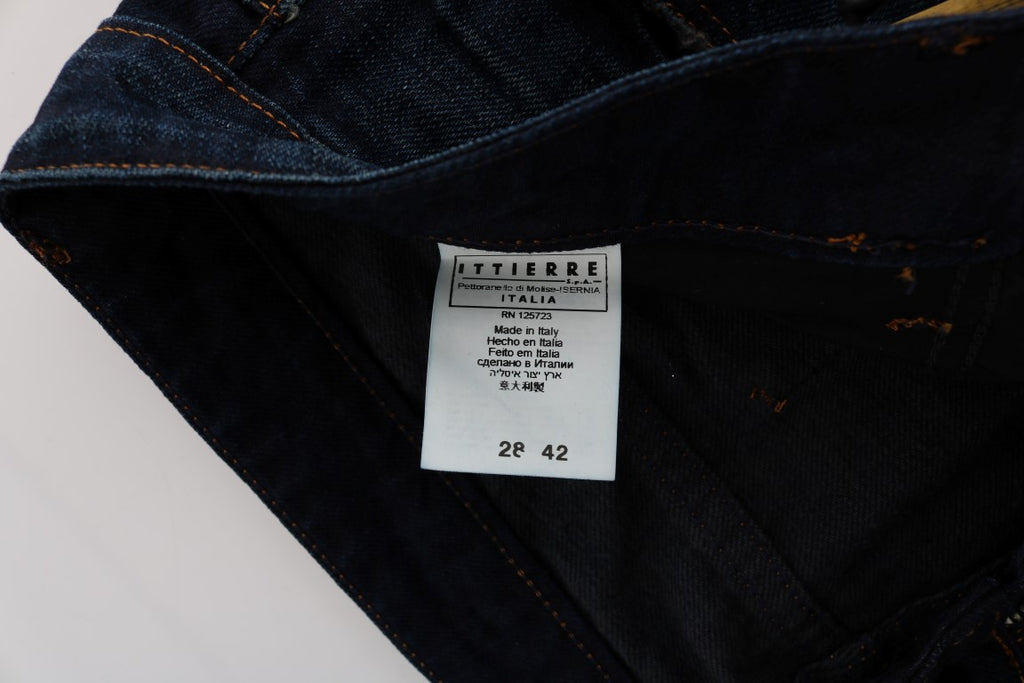 ITTIERRE
S.p.A.
Pettoranello di Molise-ISERNIA
ITALIA
RN 125723
Made in Italy
Hecho en Italia
Feito em Italia
сделано в Италии
ארץ יצור איטליה
意大利製
28 42